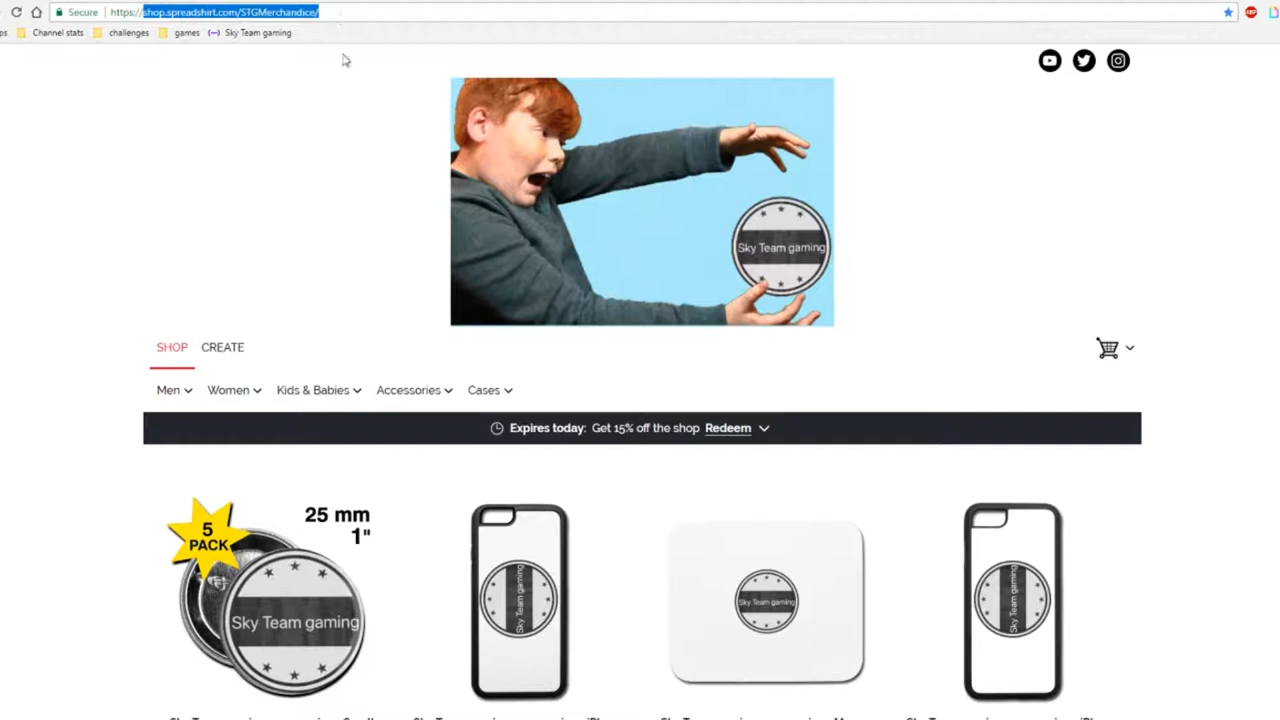 Secure https://shop.spreadshirt.com/STGMerchandice/
Channel stats challenges games Sky Team gaming
Sky Team gaming
SHOP CREATE
Men Women Kids & Babies Accessories Cases
Expires today: Get 15% off the shop Redeem
5 PACK
25 mm
1"
Sky Team gaming
Sky Team gaming
Sky Team gaming
Sky Team gaming